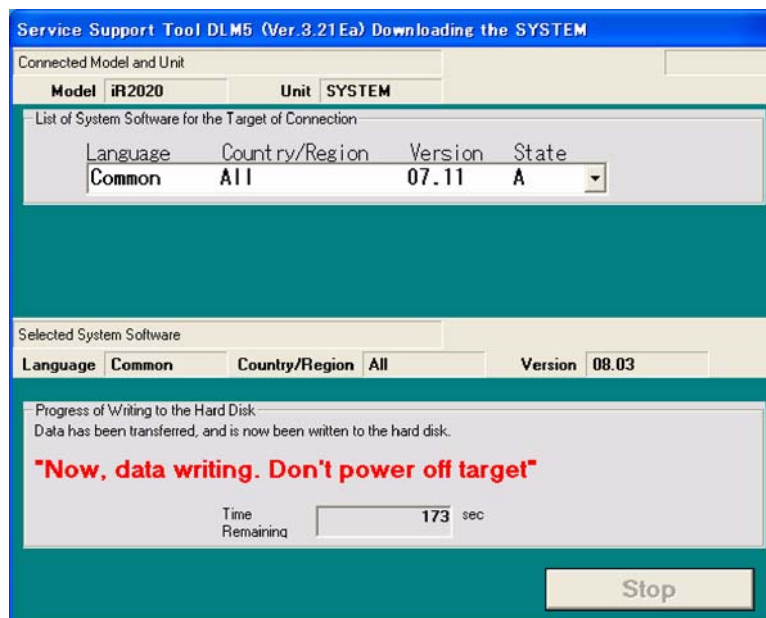 Service Support Tool DLM5 (Ver.3.21Ea) Downloading the SYSTEM
Connected Model and Unit
Model iR2020 Unit SYSTEM
List of System Software for the Target of Connection
Language Country/Region Version State
Common All 07.11 A
Selected System Software
Language Common Country/Region All Version 08.03
Progress of Writing to the Hard Disk
Data has been transferred, and is now been written to the hard disk.
"Now, data writing. Don't power off target"
Time Remaining 173 sec
Stop